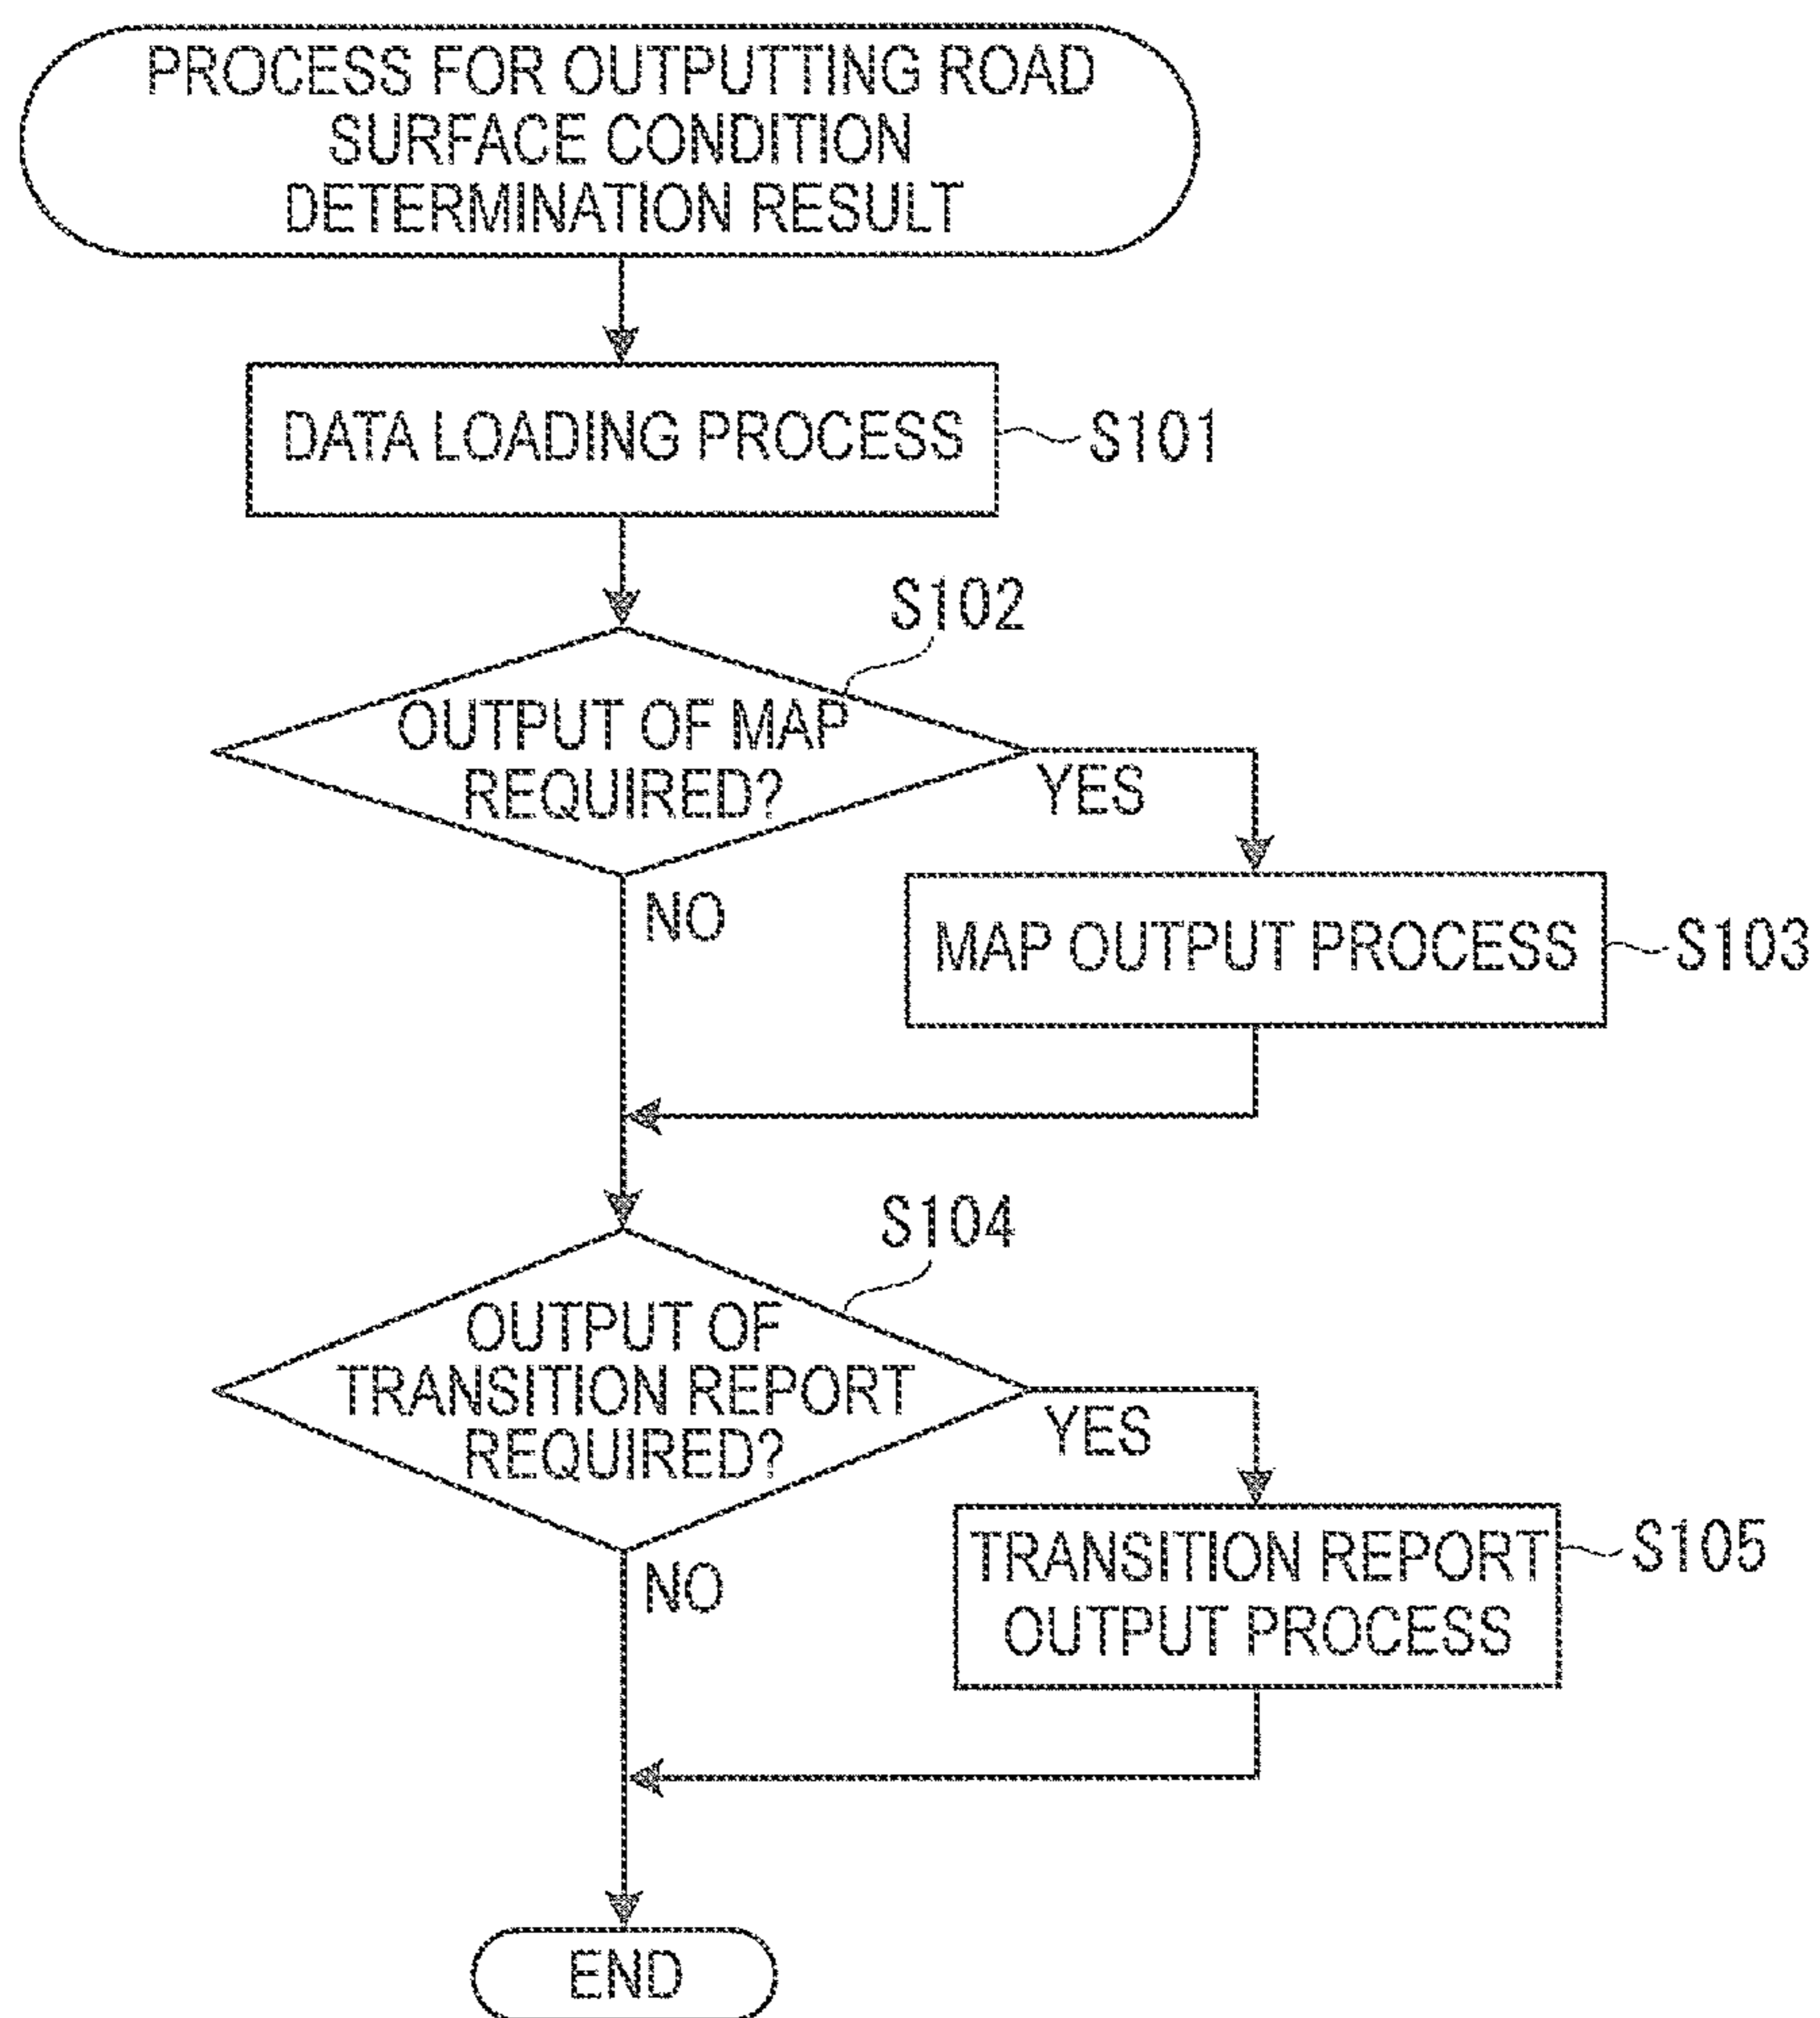 PROCESS FOR OUTPUTTING ROAD
SURFACE CONDITION
DETERMINATION RESULT
DATA LOADING PROCESS
S101
S102
OUTPUT OF MAP
REQUIRED?
YES
NO
MAP OUTPUT PROCESS
S103
S104
OUTPUT OF
TRANSITION REPORT
REQUIRED?
YES
NO
TRANSITION REPORT
OUTPUT PROCESS
S105
END